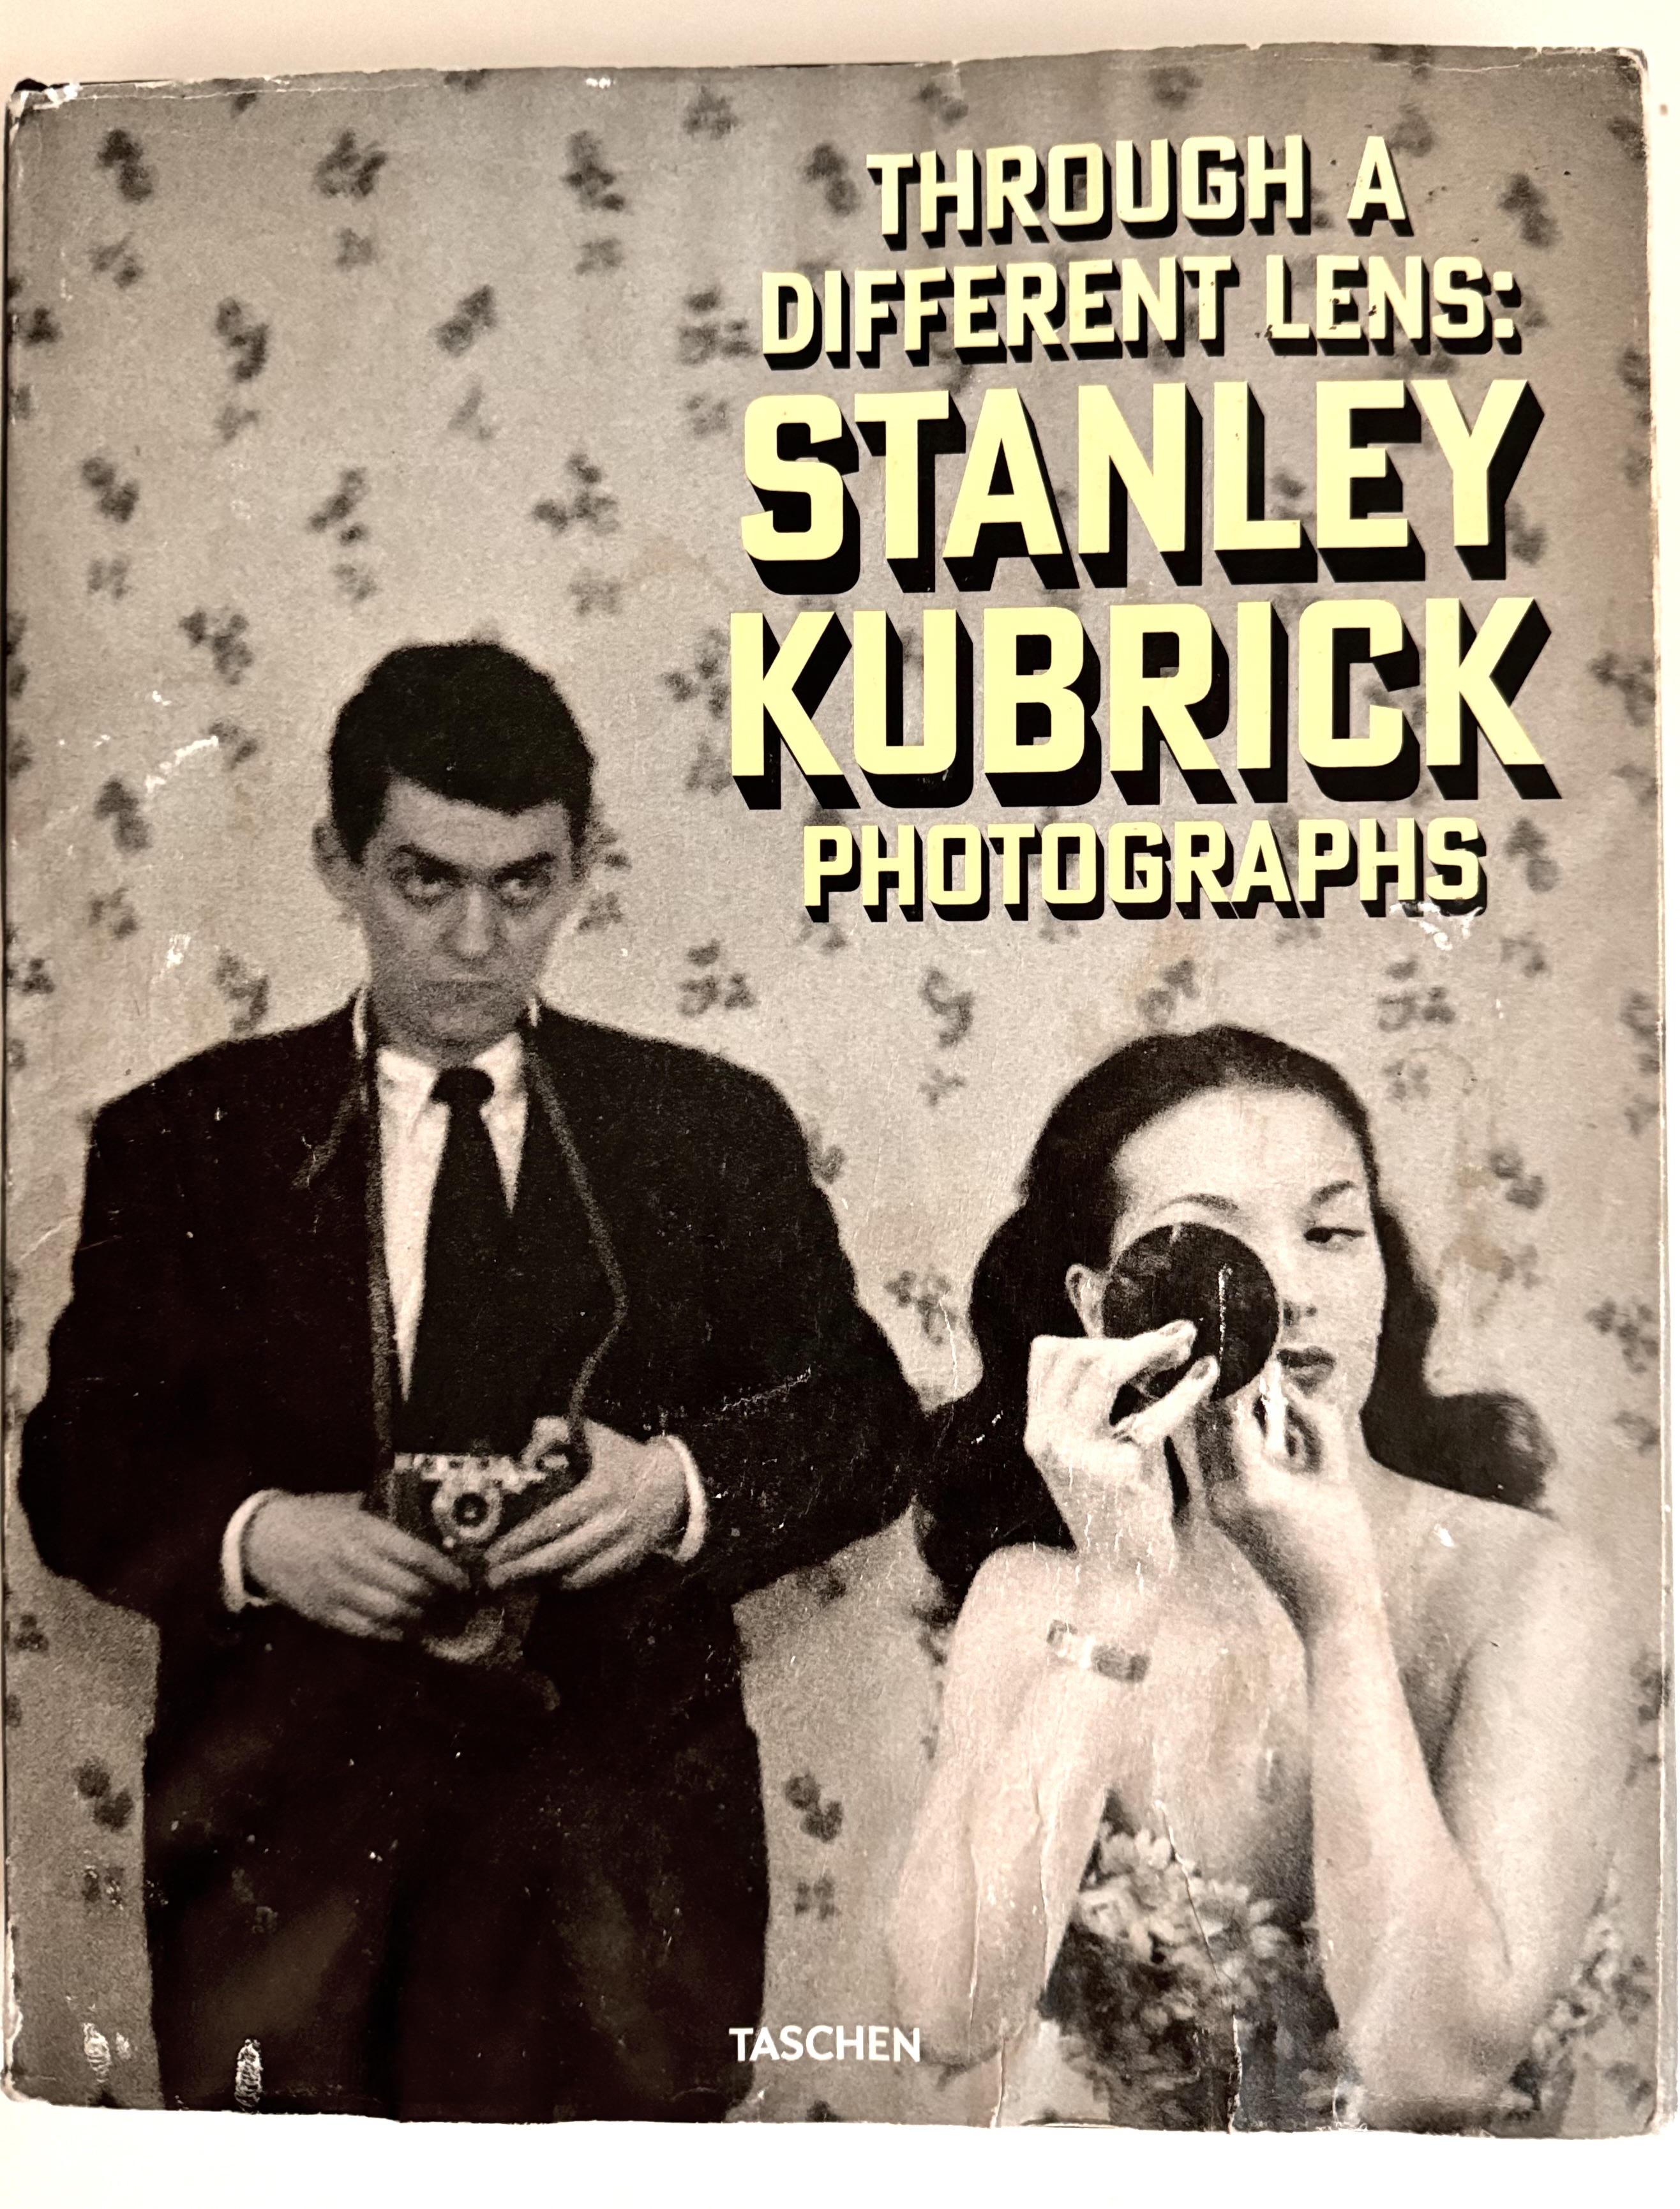 THROUGH A
DIFFERENT LENS:
STANLEY
KUBRICK
PHOTOGRAPHS
TASCHEN